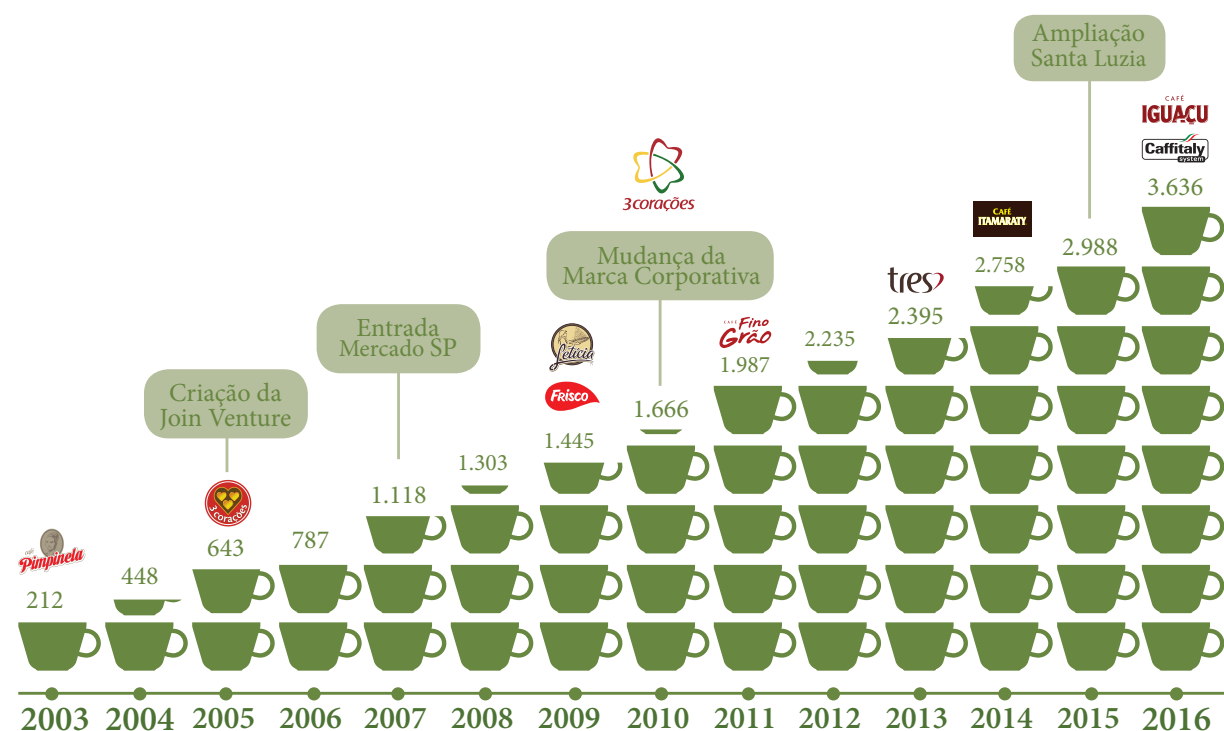 Ampliação
Santa Luzia
CAFÉ
IGUAÇU
Caffitaly
system
3.636
3corações
CAFÉ
ITAMARATY
2.988
Mudança da
Marca Corporativa
2.758
tres
2.395
Entrada
Mercado SP
Letícia
CAFÉ Fino
Grão
2.235
1.987
Criação da
Join Venture
Frisco
1.666
1.445
1.303
1.118
3 corações
café
Pimpinela
643
787
448
212
2003 2004 2005 2006 2007 2008 2009 2010 2011 2012 2013 2014 2015 2016